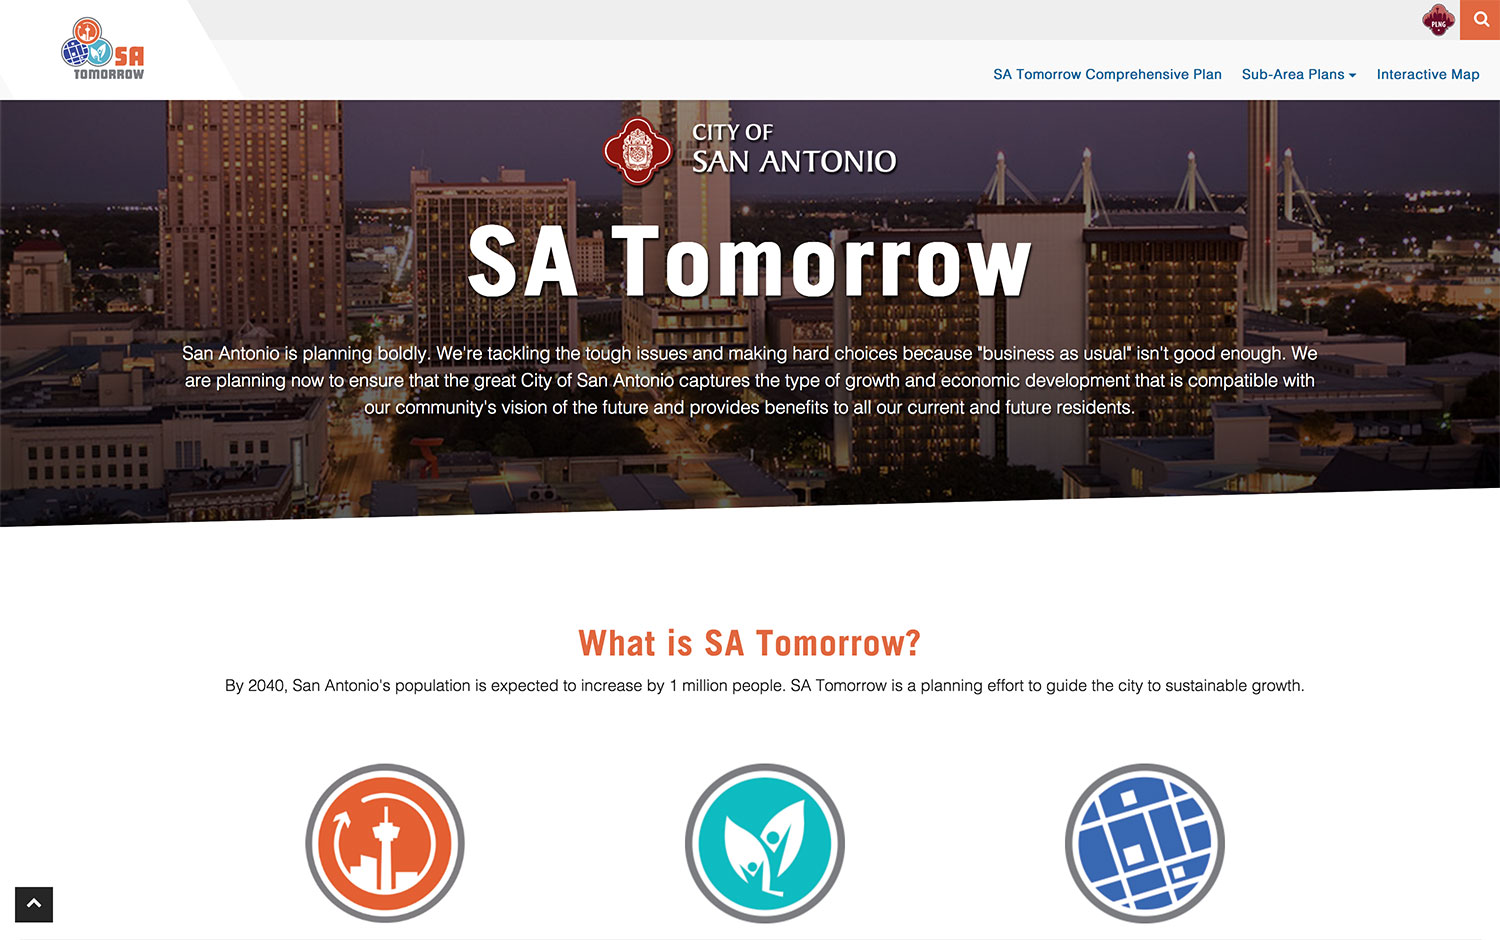 SA
TOMORROW
PLNG
SA Tomorrow Comprehensive Plan
Sub-Area Plans
Interactive Map
CITY OF
SAN ANTONIO
SA Tomorrow
San Antonio is planning boldly. We're tackling the tough issues and making hard choices because "business as usual" isn't good enough. We
are planning now to ensure that the great City of San Antonio captures the type of growth and economic development that is compatible with
our community's vision of the future and provides benefits to all our current and future residents.
What is SA Tomorrow?
By 2040, San Antonio's population is expected to increase by 1 million people. SA Tomorrow is a planning effort to guide the city to sustainable growth.